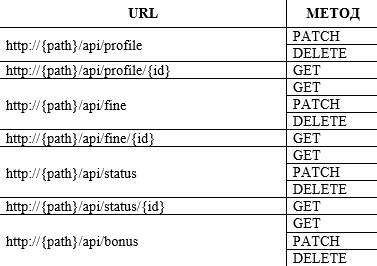 URL МЕТОД
http://{path}/api/profile PATCH
DELETE
http://{path}/api/profile/{id} GET
http://{path}/api/fine GET
PATCH
DELETE
http://{path}/api/fine/{id} GET
http://{path}/api/status GET
PATCH
DELETE
http://{path}/api/status/{id} GET
http://{path}/api/bonus GET
PATCH
DELETE